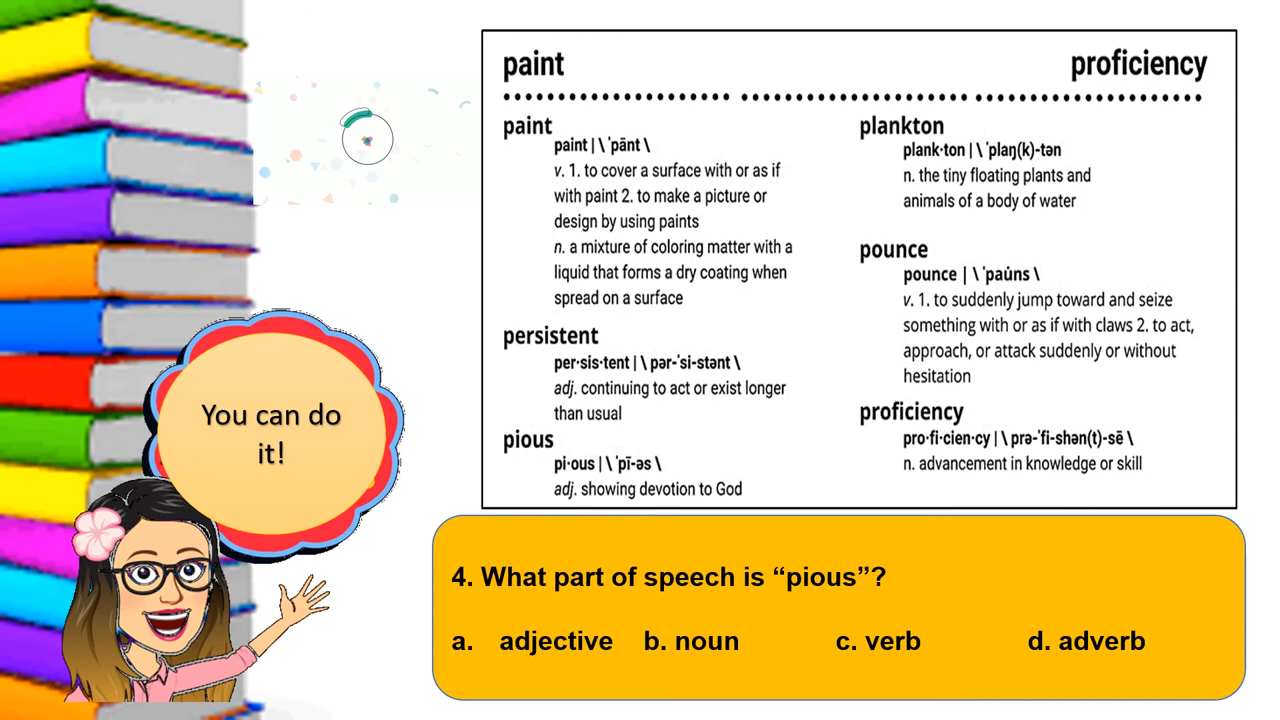 paint proficiency
paint
paint | \ ˈpānt \
v. 1. to cover a surface with or as if
with paint 2. to make a picture or
design by using paints
n. a mixture of coloring matter with a
liquid that forms a dry coating when
spread on a surface
persistent
per·sis·tent | \ pər-ˈsi-stənt \
adj. continuing to act or exist longer
than usual
pious
pi·ous | \ ˈpī-əs \
adj. showing devotion to God
plankton
plank·ton | \ ˈplaŋ(k)-tən
n. the tiny floating plants and
animals of a body of water
pounce
pounce | \ ˈpau̇ns \
v. 1. to suddenly jump toward and seize
something with or as if with claws 2. to act,
approach, or attack suddenly or without
hesitation
proficiency
pro·fi·cien·cy | \ prə-ˈfi-shən(t)-sē \
n. advancement in knowledge or skill
You can do
it!
4. What part of speech is “pious”?
a. adjective b. noun c. verb d. adverb